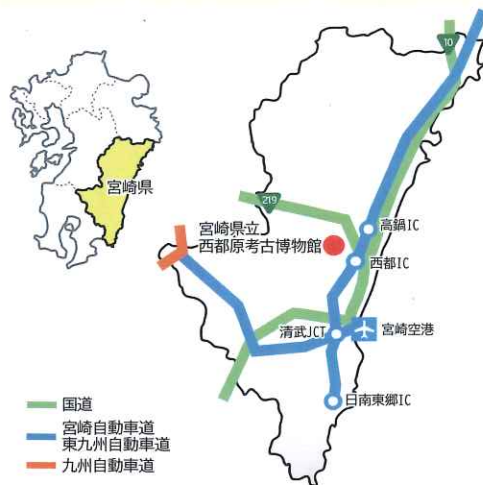 宮崎県
10
219
宮崎県立
西都原考古博物館
高鍋IC
西都IC
清武JCT
宮崎空港
日南東郷IC
国道
宮崎自動車道
東九州自動車道
九州自動車道